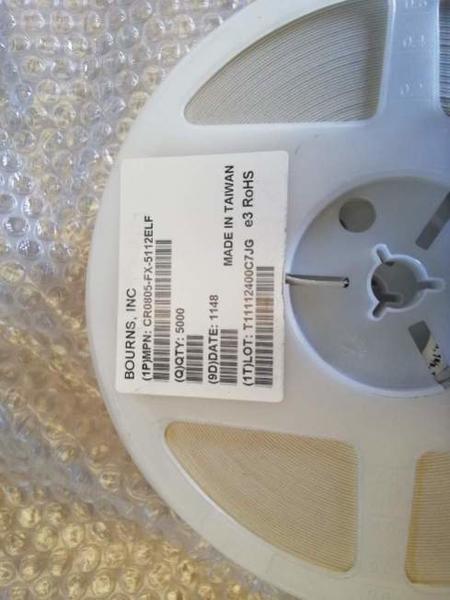 BOURNS, INC
(1P)MPN: CR0805-FX-5112ELF
(Q)QTY: 5000
MADE IN TAIWAN
(9D)DATE: 1148
(1T)LOT: T11112400C7JG e3 RoHS